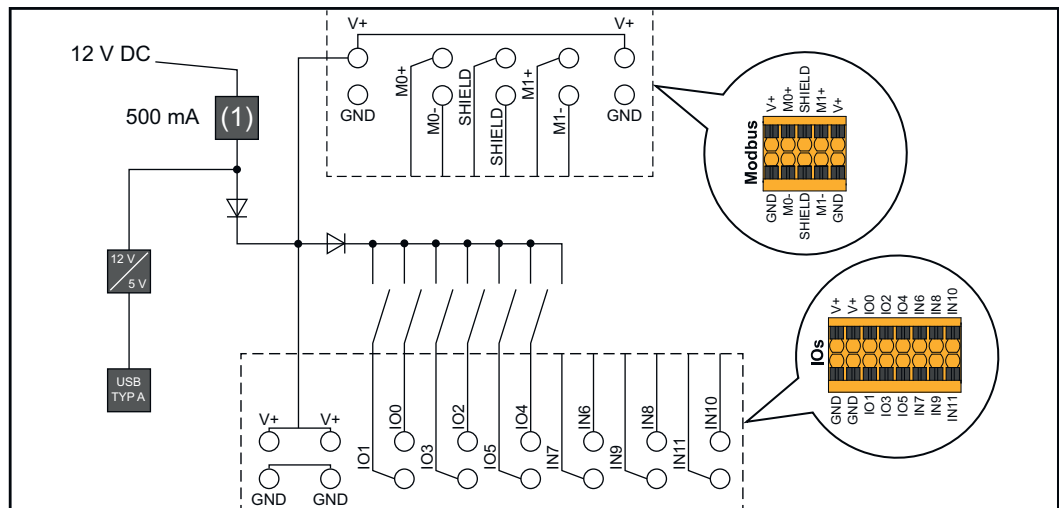 12 V DC
500 mA
(1)
12 V
5 V
USB
TYP A
V+
V+
GND
M0+
M0-
SHIELD
SHIELD
M1+
M1-
GND
Modbus
V+
M0+
SHIELD
M1+
V+
GND
M0-
SHIELD
M1-
GND
V+
V+
GND
GND
IO1
IO0
IO3
IO2
IO5
IO4
IN7
IN6
IN9
IN8
IN11
IN10
IOs
V+
V+
IO0
IO2
IO4
IN6
IN8
IN10
GND
GND
IO1
IO3
IO5
IN7
IN9
IN11